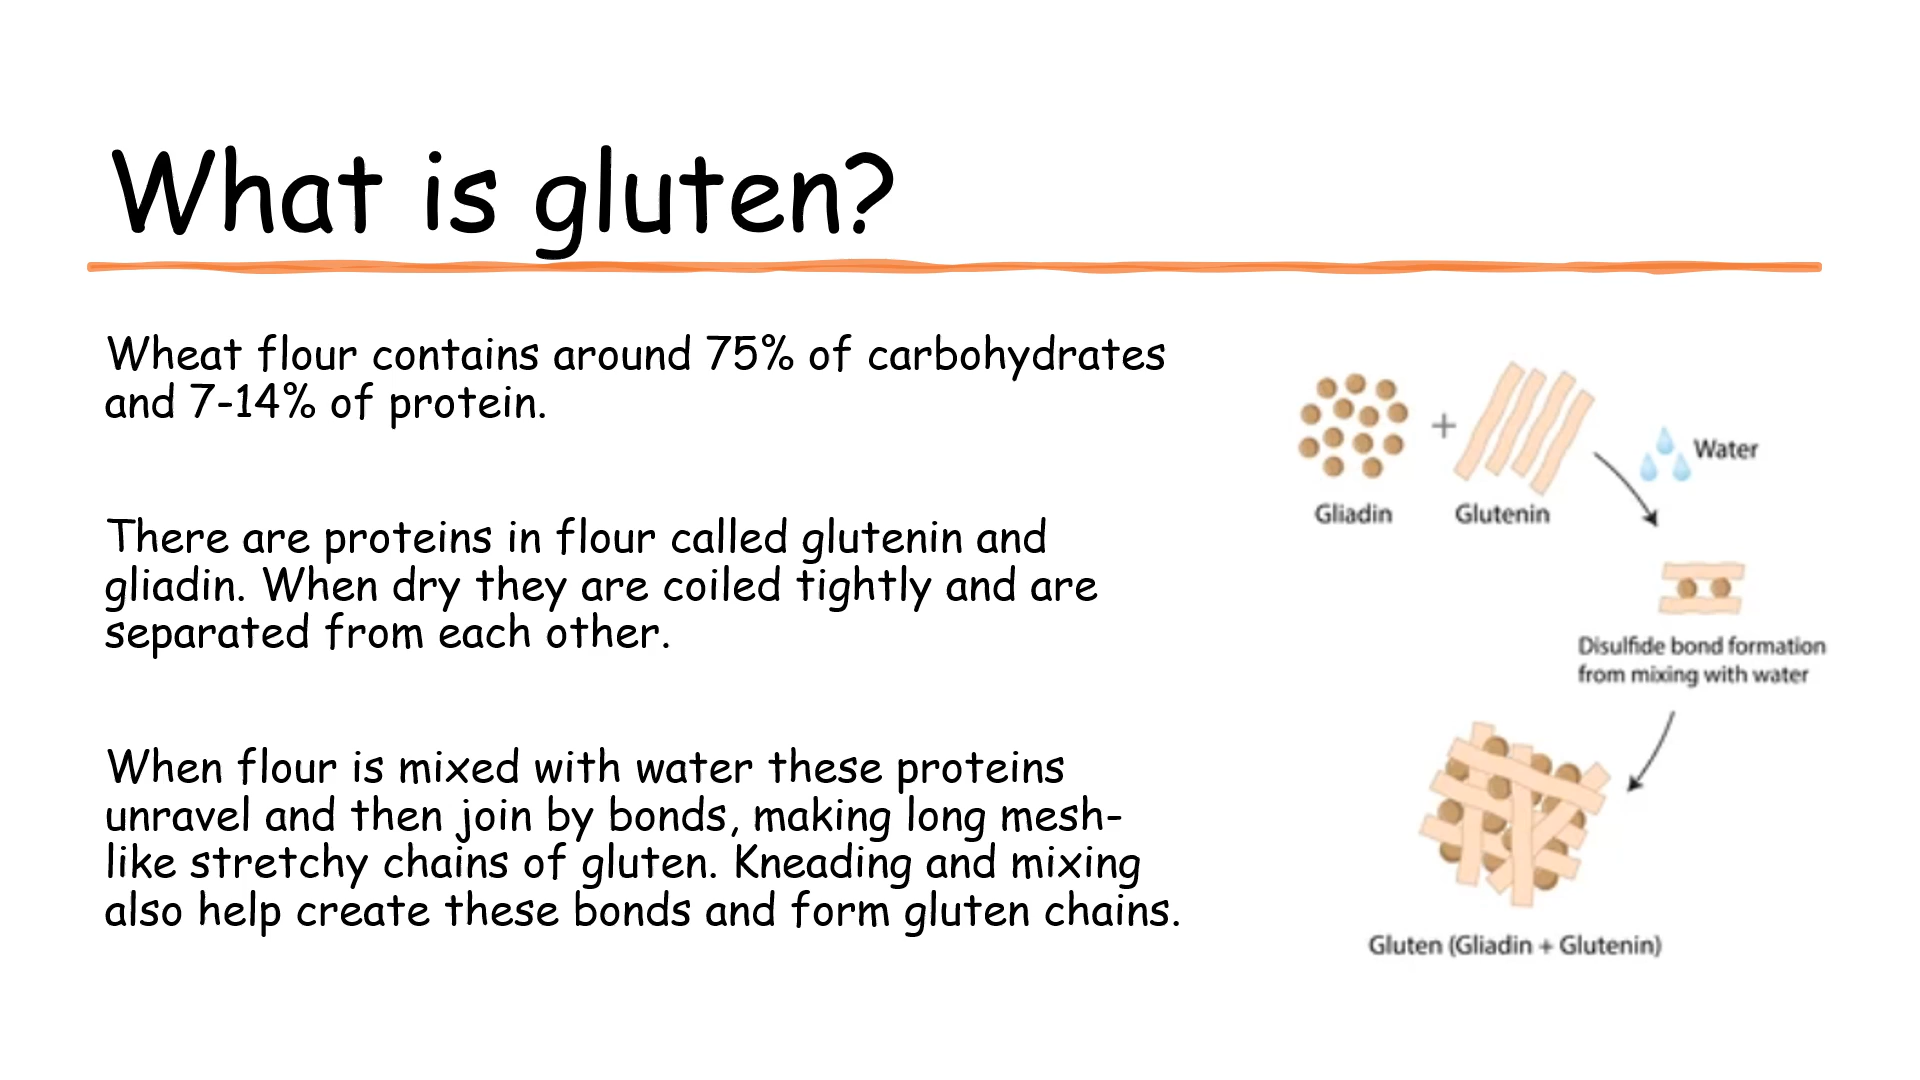 What is gluten?
Wheat flour contains around 75% of carbohydrates
and 7-14% of protein.
There are proteins in flour called glutenin and
gliadin. When dry they are coiled tightly and are
separated from each other.
When flour is mixed with water these proteins
unravel and then join by bonds, making long mesh-
like stretchy chains of gluten. Kneading and mixing
also help create these bonds and form gluten chains.
+
Water
Gliadin
Glutenin
Disulfide bond formation
from mixing with water
Gluten (Gliadin + Glutenin)